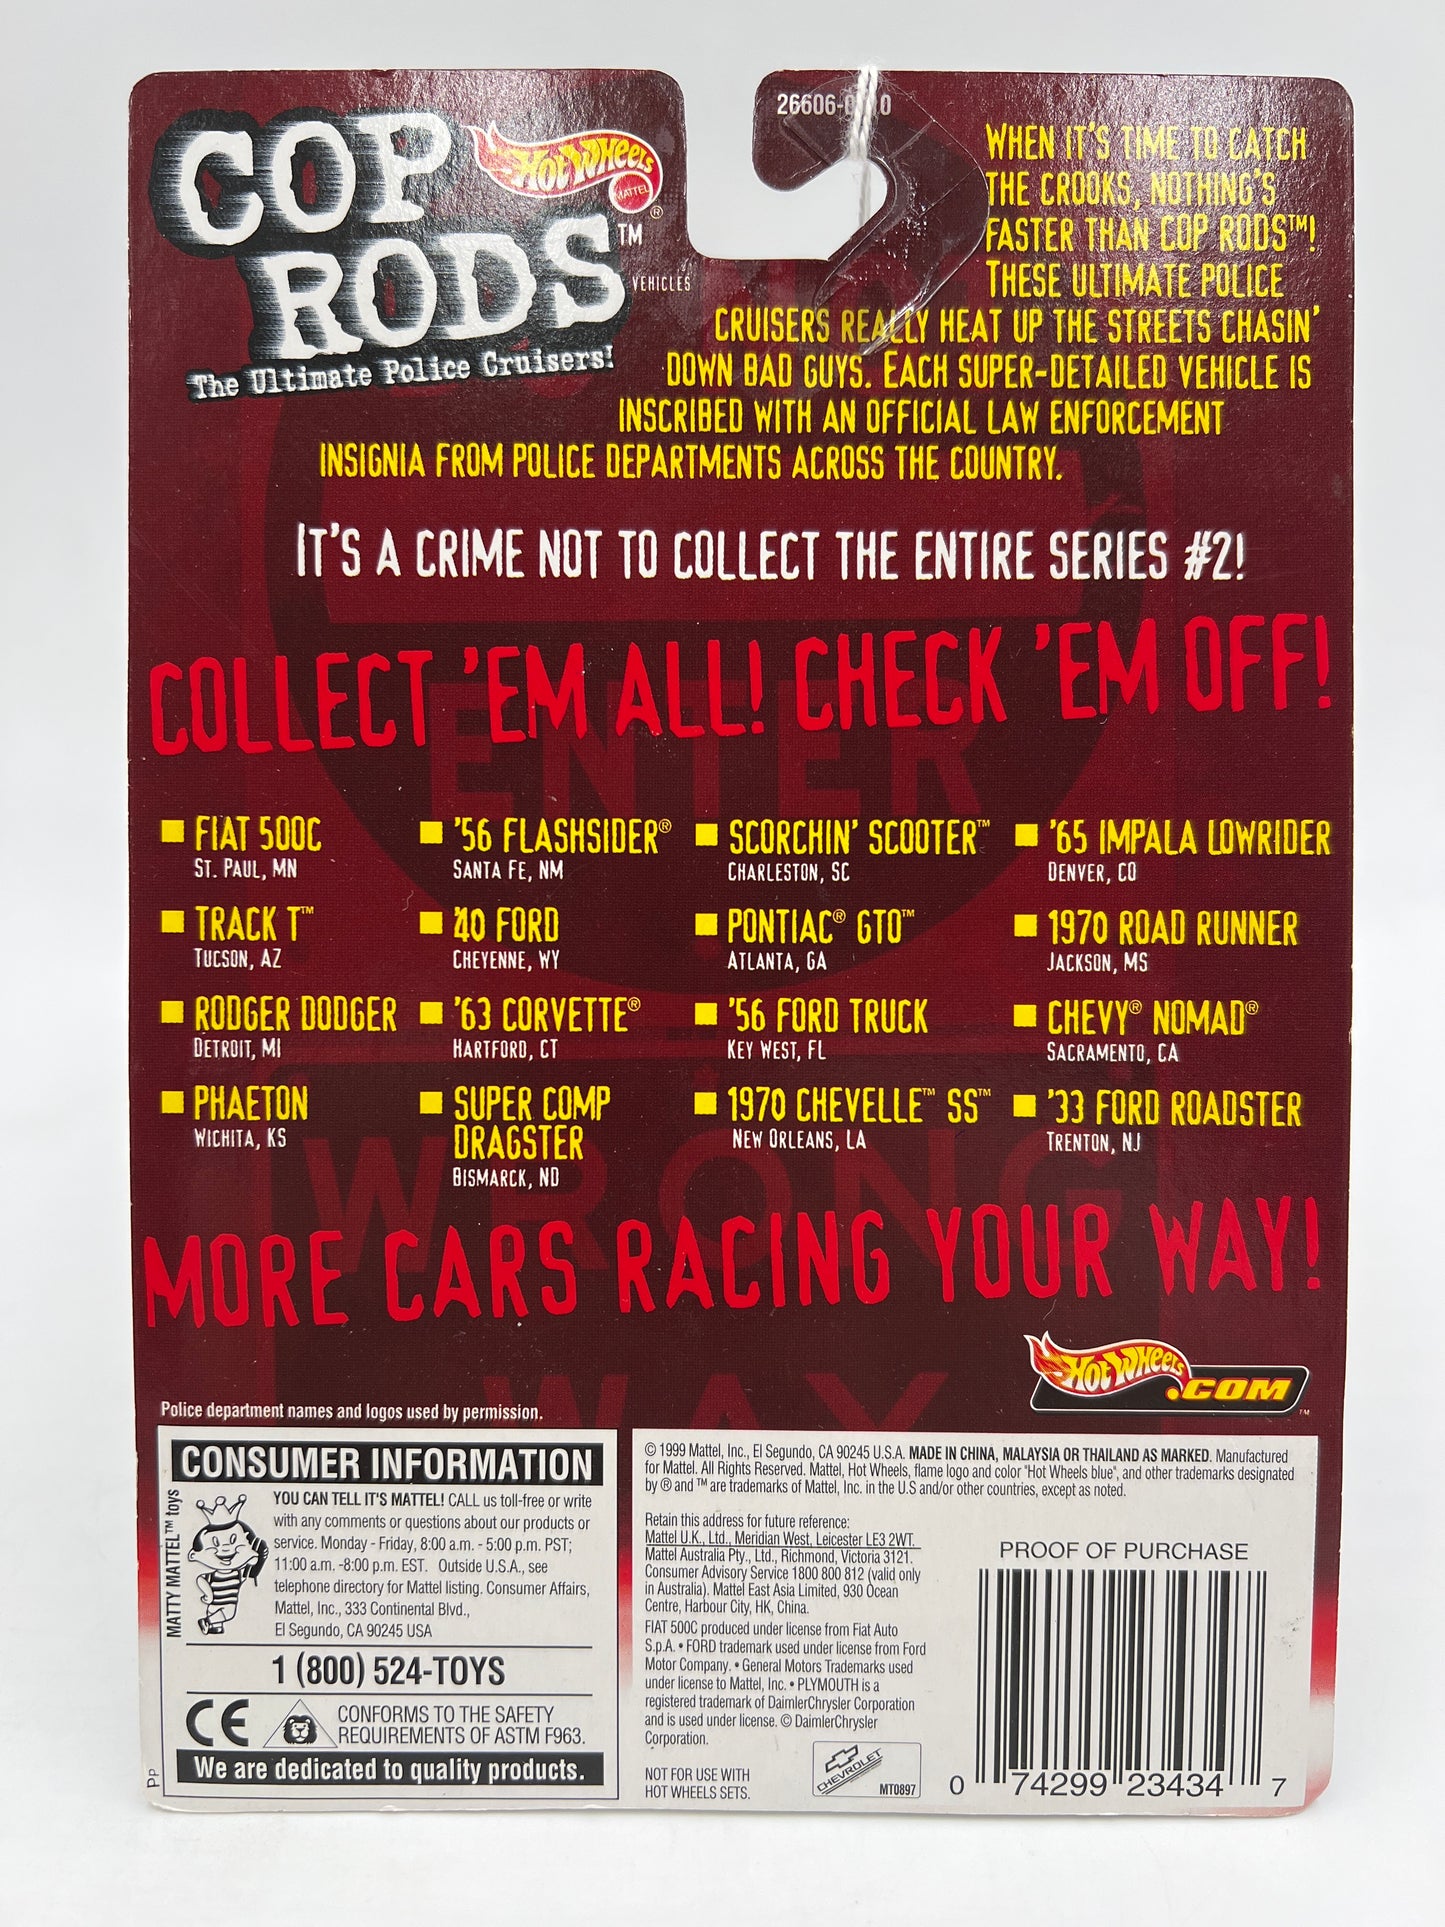 COP
RODS™
VEHICLES
The Ultimate Police Cruisers!
HOT WHEELS
MATTEL
®
WHEN IT'S TIME TO CATCH
THE CROOKS, NOTHING'S
FASTER THAN COP RODS™!
THESE ULTIMATE POLICE
CRUISERS REALLY HEAT UP THE STREETS CHASIN'
DOWN BAD GUYS. EACH SUPER-DETAILED VEHICLE IS
INSCRIBED WITH AN OFFICIAL LAW ENFORCEMENT
INSIGNIA FROM POLICE DEPARTMENTS ACROSS THE COUNTRY.
IT'S A CRIME NOT TO COLLECT THE ENTIRE SERIES #2!
COLLECT 'EM ALL! CHECK 'EM OFF!
ENTER
FIAT 500C
ST. PAUL, MN
TRACK T™
TUCSON, AZ
RODGER DODGER
DETROIT, MI
PHAETON
WICHITA, KS
'56 FLASHSIDER®
SANTA FE, NM
'40 FORD
CHEYENNE, WY
'63 CORVETTE®
HARTFORD, CT
SUPER COMP
DRAGSTER
BISMARCK, ND
SCORCHIN' SCOOTER™
CHARLESTON, SC
PONTIAC® GTO™
ATLANTA, GA
'56 FORD TRUCK
KEY WEST, FL
1970 CHEVELLE™ SS™
NEW ORLEANS, LA
'65 IMPALA LOWRIDER
DENVER, CO
1970 ROAD RUNNER
JACKSON, MS
CHEVY® NOMAD®
SACRAMENTO, CA
'33 FORD ROADSTER
TRENTON, NJ
WRONG
WAY
MORE CARS RACING YOUR WAY!
HOT WHEELS.COM™
Police department names and logos used by permission.
CONSUMER INFORMATION
MATTY MATTEL™ toys
YOU CAN TELL IT'S MATTEL! CALL us toll-free or write
with any comments or questions about our products or
service. Monday - Friday, 8:00 a.m. - 5:00 p.m. PST;
11:00 a.m. -8:00 p.m. EST. Outside U.S.A., see
telephone directory for Mattel listing. Consumer Affairs,
Mattel, Inc., 333 Continental Blvd.,
El Segundo, CA 90245 USA
1 (800) 524-TOYS
CE
CONFORMS TO THE SAFETY
REQUIREMENTS OF ASTM F963.
We are dedicated to quality products.
PP
© 1999 Mattel, Inc., El Segundo, CA 90245 U.S.A. MADE IN CHINA, MALAYSIA OR THAILAND AS MARKED. Manufactured
for Mattel. All Rights Reserved. Mattel, Hot Wheels, flame logo and color "Hot Wheels blue", and other trademarks designated
by ® and ™ are trademarks of Mattel, Inc. in the U.S and/or other countries, except as noted.
Retain this address for future reference:
Mattel U.K., Ltd., Meridian West, Leicester LE3 2WT.
Mattel Australia Pty., Ltd., Richmond, Victoria 3121.
Consumer Advisory Service 1800 800 812 (valid only
in Australia). Mattel East Asia Limited, 930 Ocean
Centre, Harbour City, HK, China.
FIAT 500C produced under license from Fiat Auto
S.p.A. • FORD trademark used under license from Ford
Motor Company. • General Motors Trademarks used
under license to Mattel, Inc. • PLYMOUTH is a
registered trademark of DaimlerChrysler Corporation
and is used under license. © DaimlerChrysler
Corporation.
NOT FOR USE WITH
HOT WHEELS SETS.
CHEVROLET
MT0897
PROOF OF PURCHASE
0 74299 23434 7